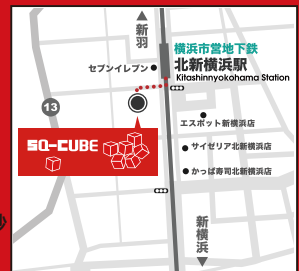 新羽
横浜市営地下鉄
北新横浜駅
Kitashinnyokohama Station
セブンイレブン
13
エスポット新横浜店
SQ-CUBE
サイゼリア北新横浜店
かっぱ寿司北新横浜店
新横浜